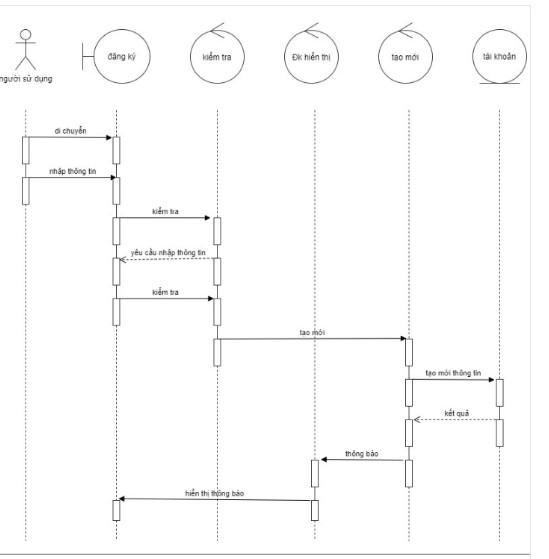 đăng ký
kiểm tra
Đk hiển thị
tạo mới
tài khoản
người sử dụng
di chuyển
nhập thông tin
kiểm tra
yêu cầu nhập thông tin
kiểm tra
tạo mới
tạo mới thông tin
kết quả
thông báo
hiển thị thông báo